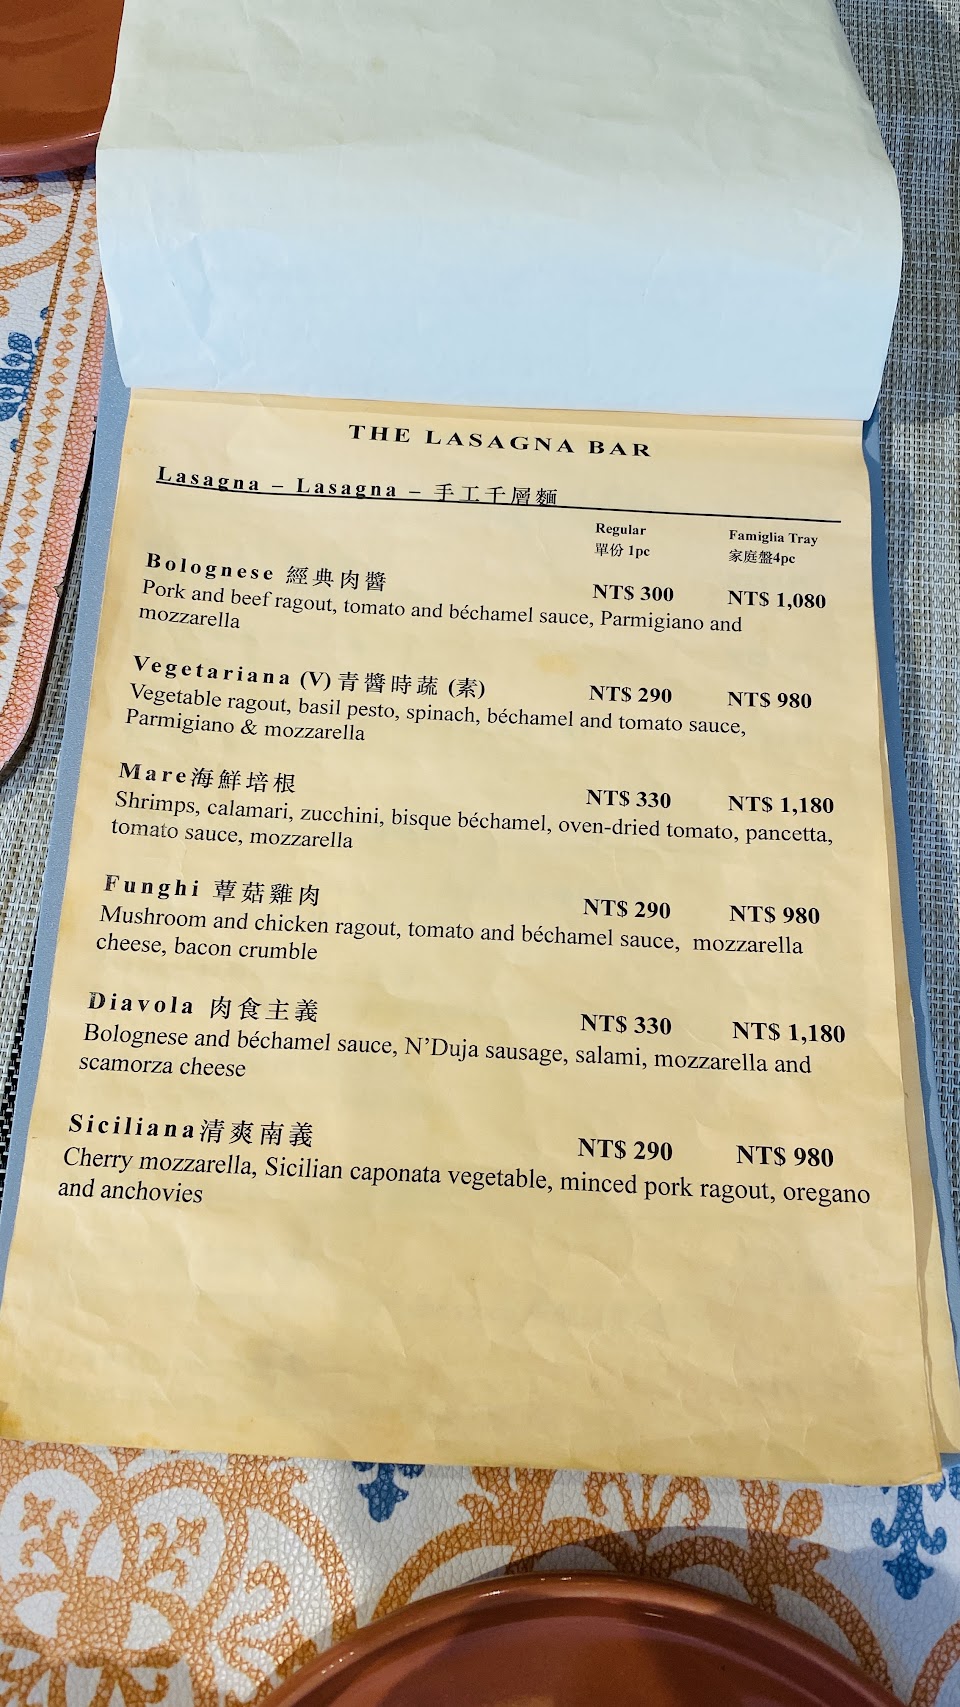 THE LASAGNA BAR
Lasagna – Lasagna – 手工千層麵
Regular Famiglia Tray
單份 1pc 家庭盤4pc
Bolognese 經典肉醬 NT$ 300 NT$ 1,080
Pork and beef ragout, tomato and béchamel sauce, Parmigiano and
mozzarella
Vegetariana (V) 青醬時蔬 (素) NT$ 290 NT$ 980
Vegetable ragout, basil pesto, spinach, béchamel and tomato sauce,
Parmigiano & mozzarella
Mare海鮮培根 NT$ 330 NT$ 1,180
Shrimps, calamari, zucchini, bisque béchamel, oven-dried tomato, pancetta,
tomato sauce, mozzarella
Funghi 蕈菇雞肉 NT$ 290 NT$ 980
Mushroom and chicken ragout, tomato and béchamel sauce, mozzarella
cheese, bacon crumble
Diavola 肉食主義 NT$ 330 NT$ 1,180
Bolognese and béchamel sauce, N'Duja sausage, salami, mozzarella and
scamorza cheese
Siciliana清爽南義 NT$ 290 NT$ 980
Cherry mozzarella, Sicilian caponata vegetable, minced pork ragout, oregano
and anchovies